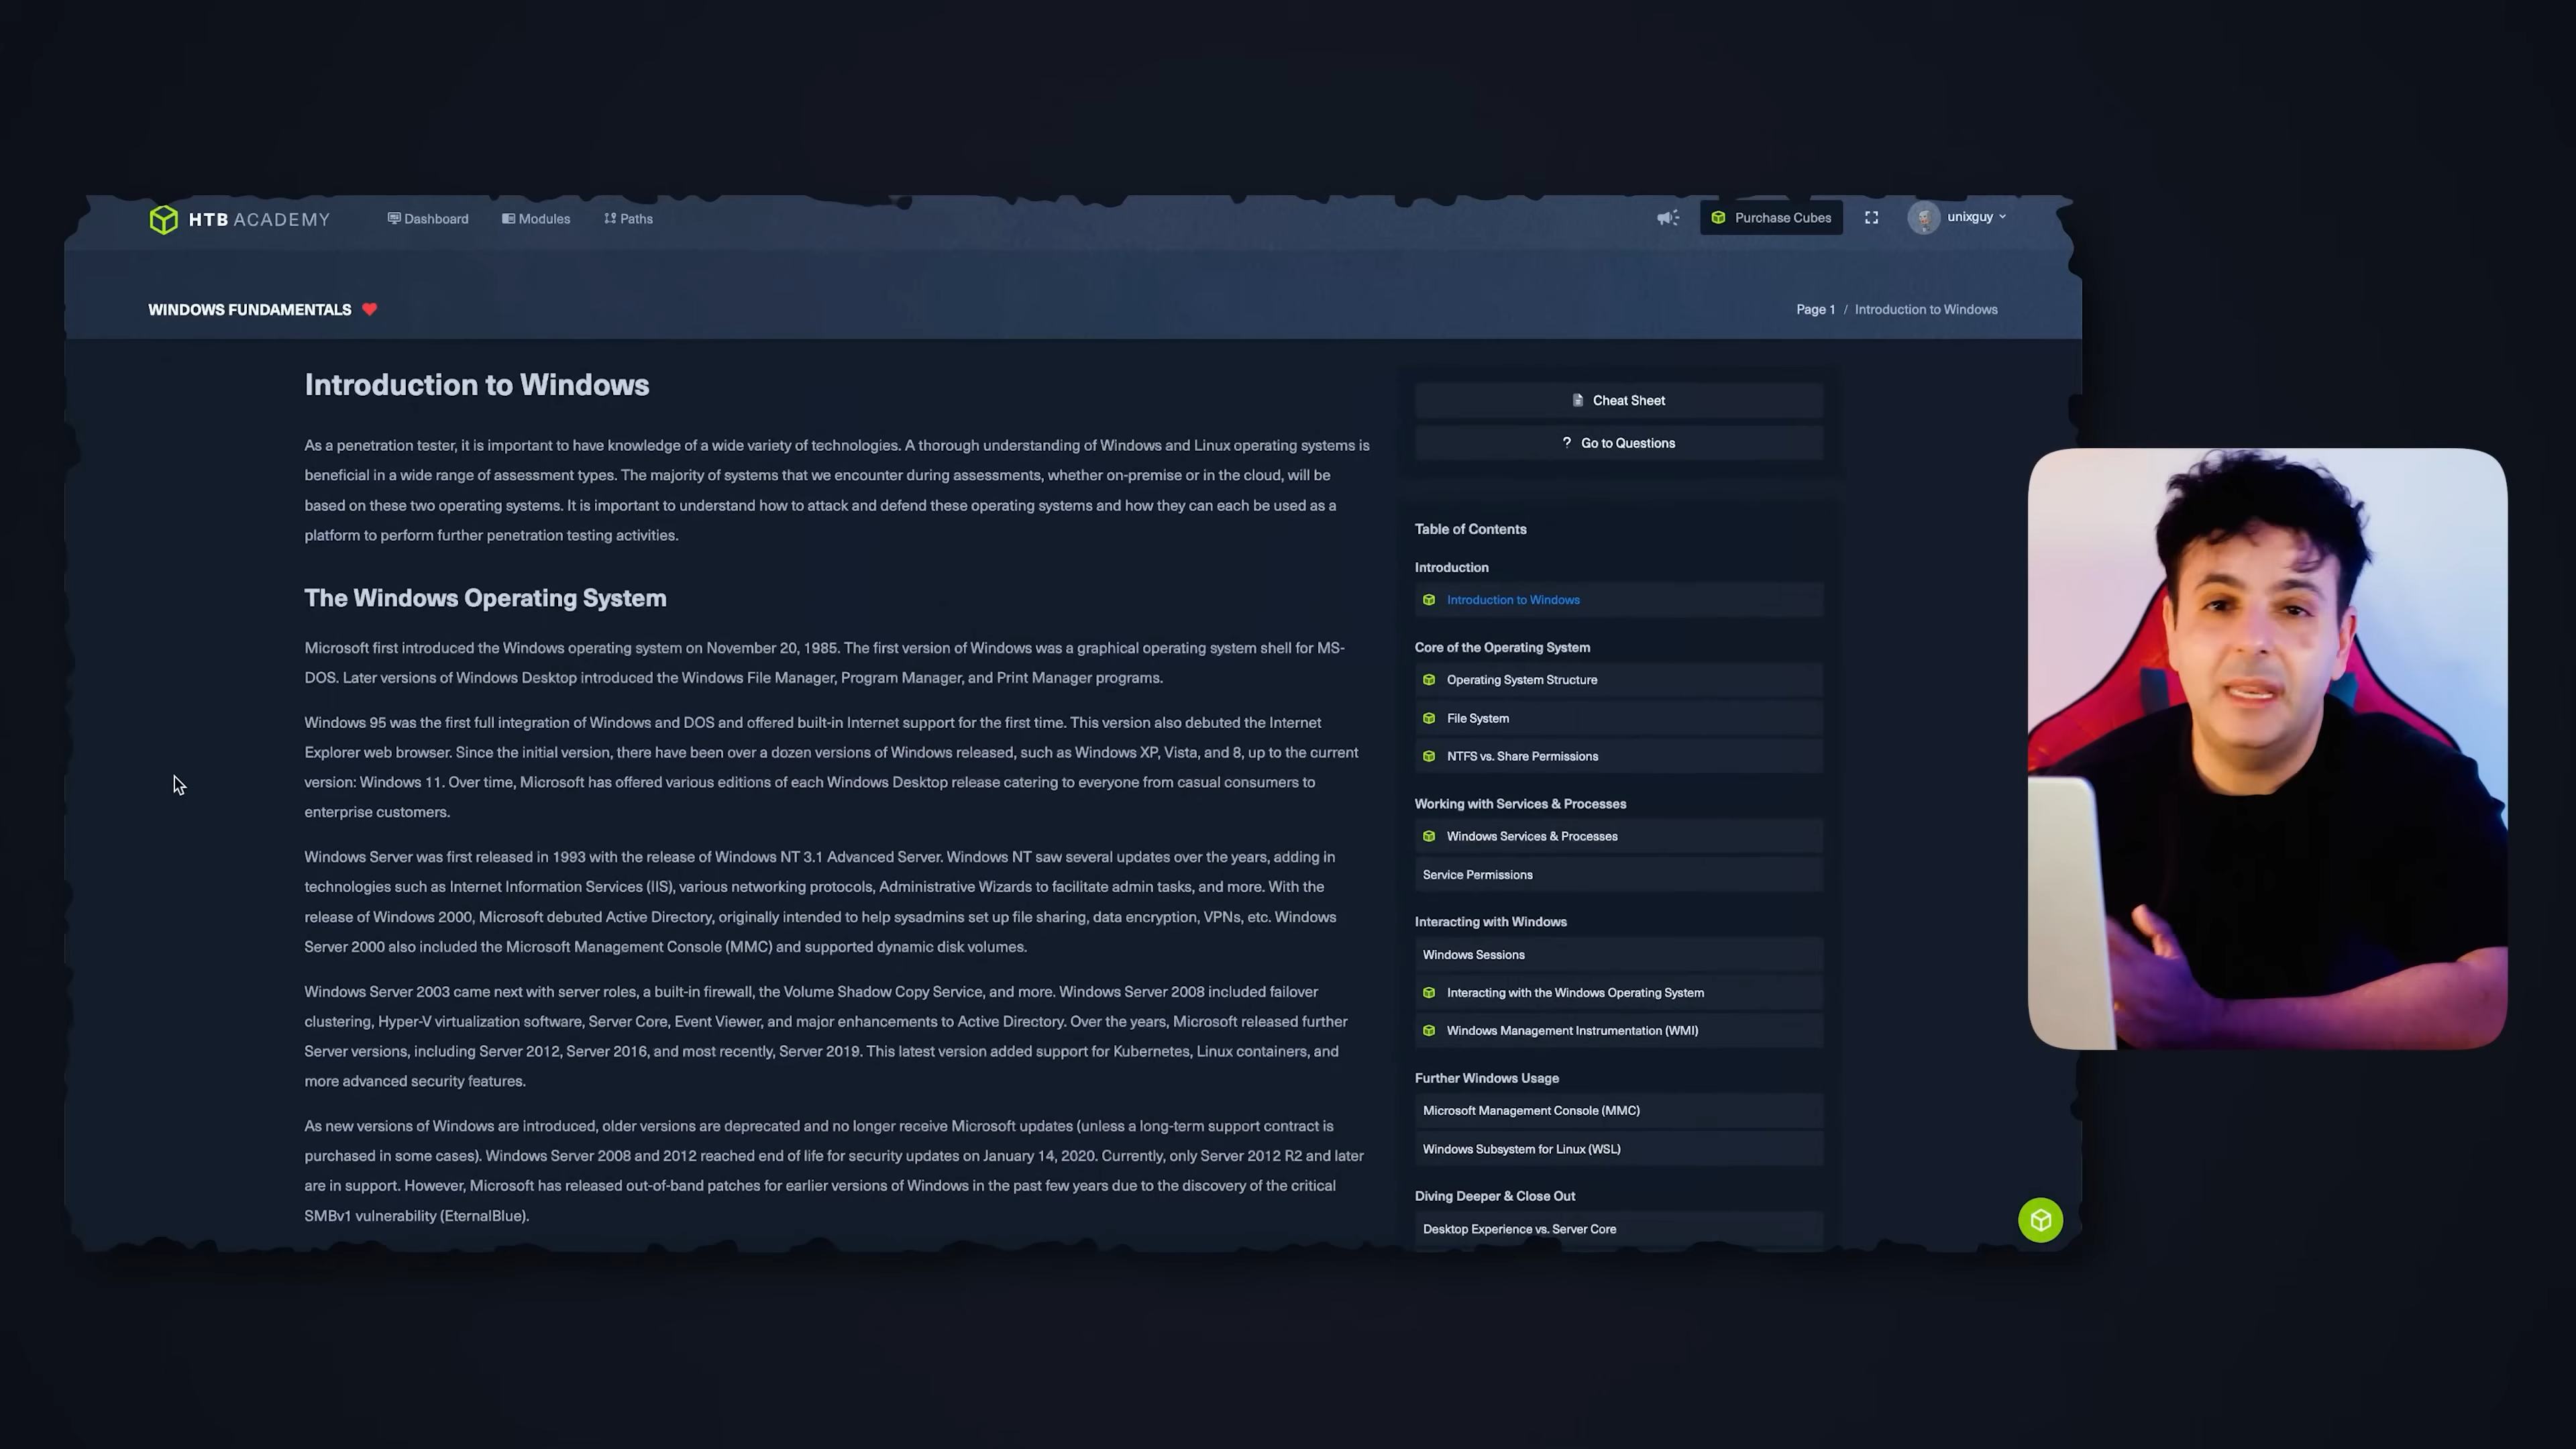 HTB ACADEMY
Dashboard
Modules
Paths
Purchase Cubes
unixguy
WINDOWS FUNDAMENTALS
Page 1 / Introduction to Windows
Introduction to Windows
As a penetration tester, it is important to have knowledge of a wide variety of technologies. A thorough understanding of Windows and Linux operating systems is
beneficial in a wide range of assessment types. The majority of systems that we encounter during assessments, whether on-premise or in the cloud, will be
based on these two operating systems. It is important to understand how to attack and defend these operating systems and how they can each be used as a
platform to perform further penetration testing activities.
The Windows Operating System
Microsoft first introduced the Windows operating system on November 20, 1985. The first version of Windows was a graphical operating system shell for MS-
DOS. Later versions of Windows Desktop introduced the Windows File Manager, Program Manager, and Print Manager programs.
Windows 95 was the first full integration of Windows and DOS and offered built-in Internet support for the first time. This version also debuted the Internet
Explorer web browser. Since the initial version, there have been over a dozen versions of Windows released, such as Windows XP, Vista, and 8, up to the current
version: Windows 11. Over time, Microsoft has offered various editions of each Windows Desktop release catering to everyone from casual consumers to
enterprise customers.
Windows Server was first released in 1993 with the release of Windows NT 3.1 Advanced Server. Windows NT saw several updates over the years, adding in
technologies such as Internet Information Services (IIS), various networking protocols, Administrative Wizards to facilitate admin tasks, and more. With the
release of Windows 2000, Microsoft debuted Active Directory, originally intended to help sysadmins set up file sharing, data encryption, VPNs, etc. Windows
Server 2000 also included the Microsoft Management Console (MMC) and supported dynamic disk volumes.
Windows Server 2003 came next with server roles, a built-in firewall, the Volume Shadow Copy Service, and more. Windows Server 2008 included failover
clustering, Hyper-V virtualization software, Server Core, Event Viewer, and major enhancements to Active Directory. Over the years, Microsoft released further
Server versions, including Server 2012, Server 2016, and most recently, Server 2019. This latest version added support for Kubernetes, Linux containers, and
more advanced security features.
As new versions of Windows are introduced, older versions are deprecated and no longer receive Microsoft updates (unless a long-term support contract is
purchased in some cases). Windows Server 2008 and 2012 reached end of life for security updates on January 14, 2020. Currently, only Server 2012 R2 and later
are in support. However, Microsoft has released out-of-band patches for earlier versions of Windows in the past few years due to the discovery of the critical
SMBv1 vulnerability (EternalBlue).
Cheat Sheet
? Go to Questions
Table of Contents
Introduction
Introduction to Windows
Core of the Operating System
Operating System Structure
File System
NTFS vs. Share Permissions
Working with Services & Processes
Windows Services & Processes
Service Permissions
Interacting with Windows
Windows Sessions
Interacting with the Windows Operating System
Windows Management Instrumentation (WMI)
Further Windows Usage
Microsoft Management Console (MMC)
Windows Subsystem for Linux (WSL)
Diving Deeper & Close Out
Desktop Experience vs. Server Core